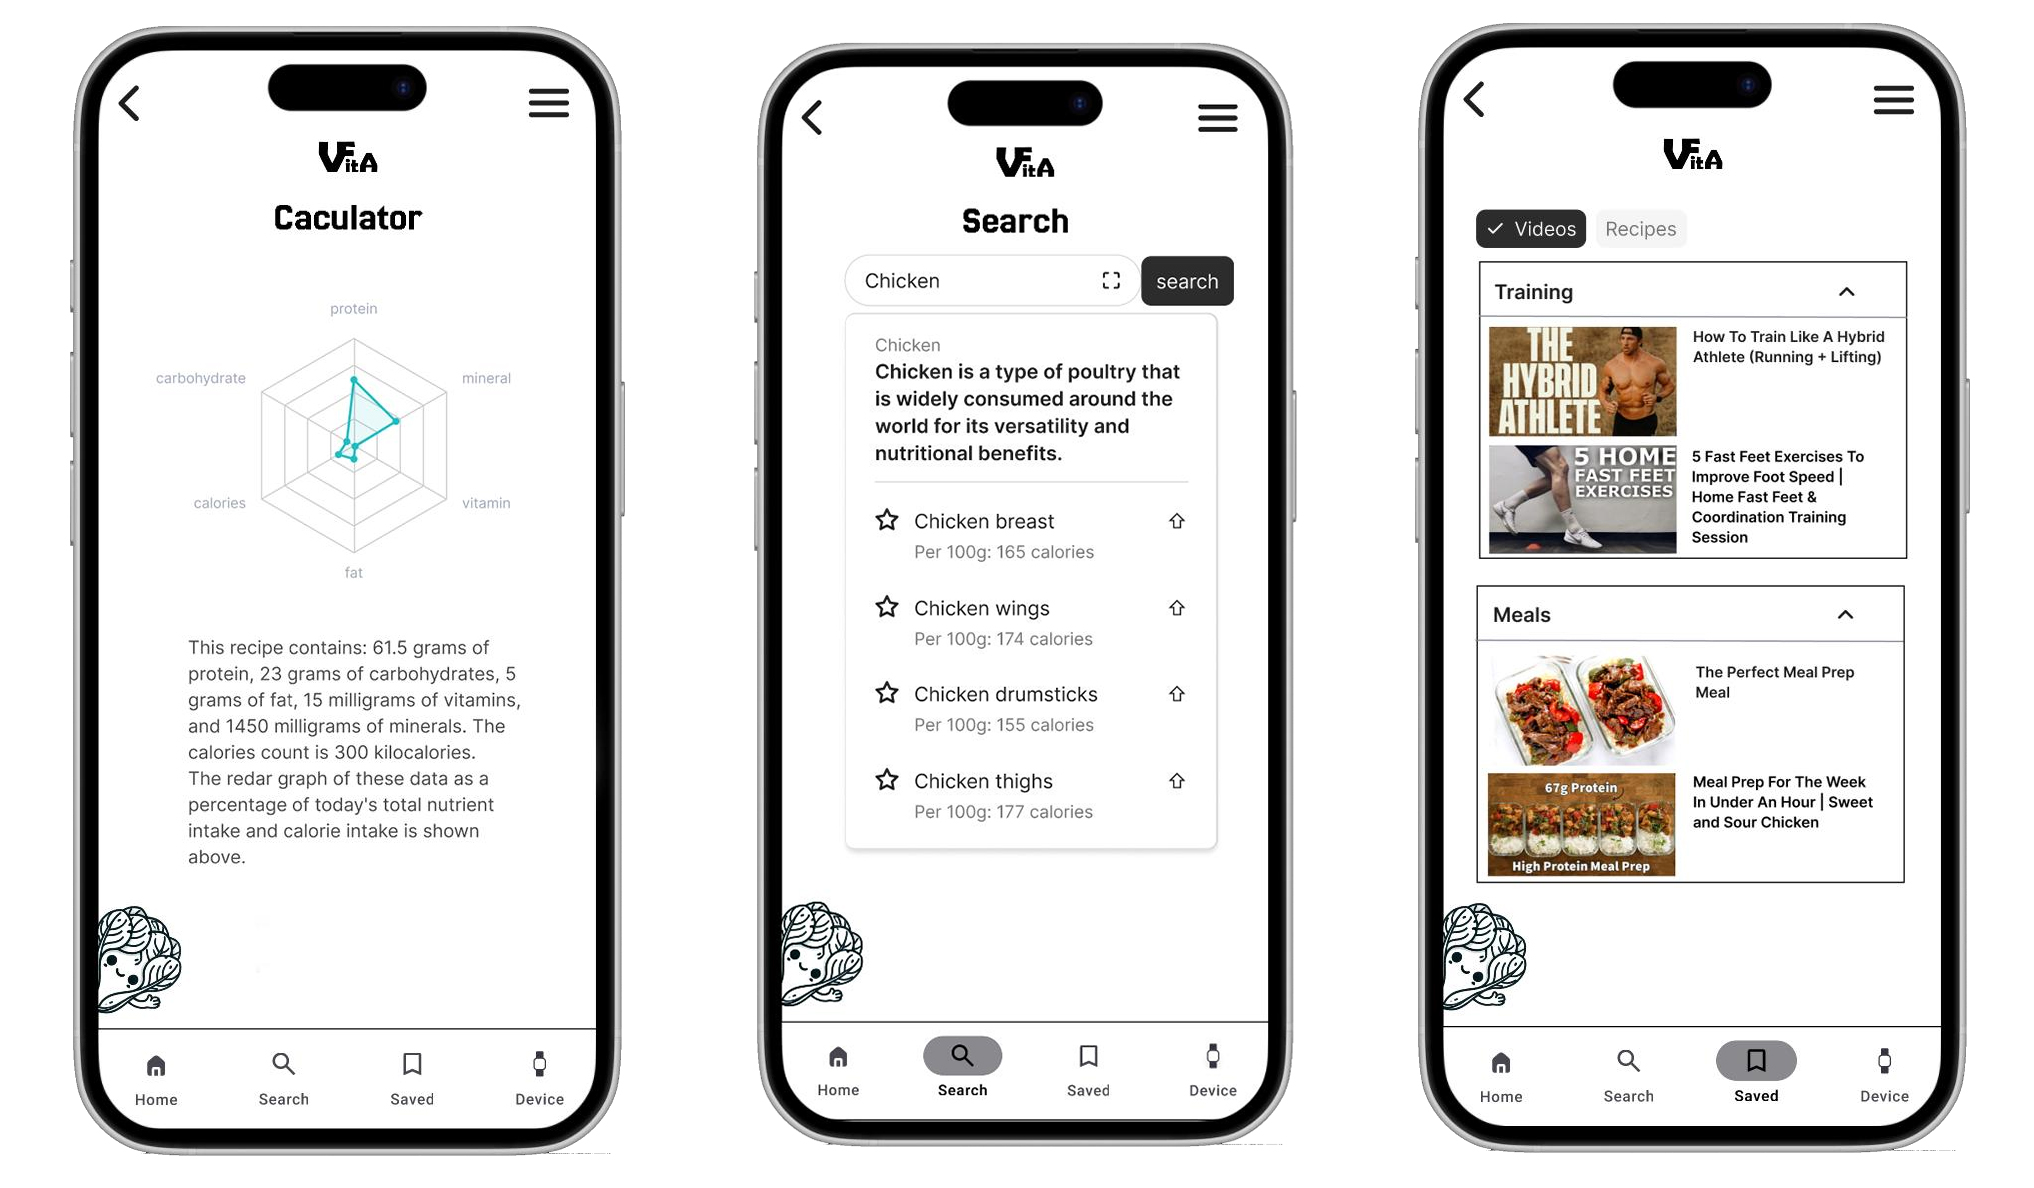 VFitA
Caculator
protein
carbohydrate
mineral
calories
vitamin
fat
This recipe contains: 61.5 grams of
protein, 23 grams of carbohydrates, 5
grams of fat, 15 milligrams of vitamins,
and 1450 milligrams of minerals. The
calories count is 300 kilocalories.
The redar graph of these data as a
percentage of today's total nutrient
intake and calorie intake is shown
above.
Home
Search
Saved
Device
VFitA
Search
Chicken
search
Chicken
Chicken is a type of poultry that
is widely consumed around the
world for its versatility and
nutritional benefits.
Chicken breast
Per 100g: 165 calories
Chicken wings
Per 100g: 174 calories
Chicken drumsticks
Per 100g: 155 calories
Chicken thighs
Per 100g: 177 calories
Home
Search
Saved
Device
VFitA
Videos
Recipes
Training
THE
HYBRID
ATHLETE
How To Train Like A Hybrid
Athlete (Running + Lifting)
5 HOME
FAST FEET
EXERCISES
5 Fast Feet Exercises To
Improve Foot Speed |
Home Fast Feet &
Coordination Training
Session
Meals
The Perfect Meal Prep
Meal
67g Protein
High Protein Meal Prep
Meal Prep For The Week
In Under An Hour | Sweet
and Sour Chicken
Home
Search
Saved
Device